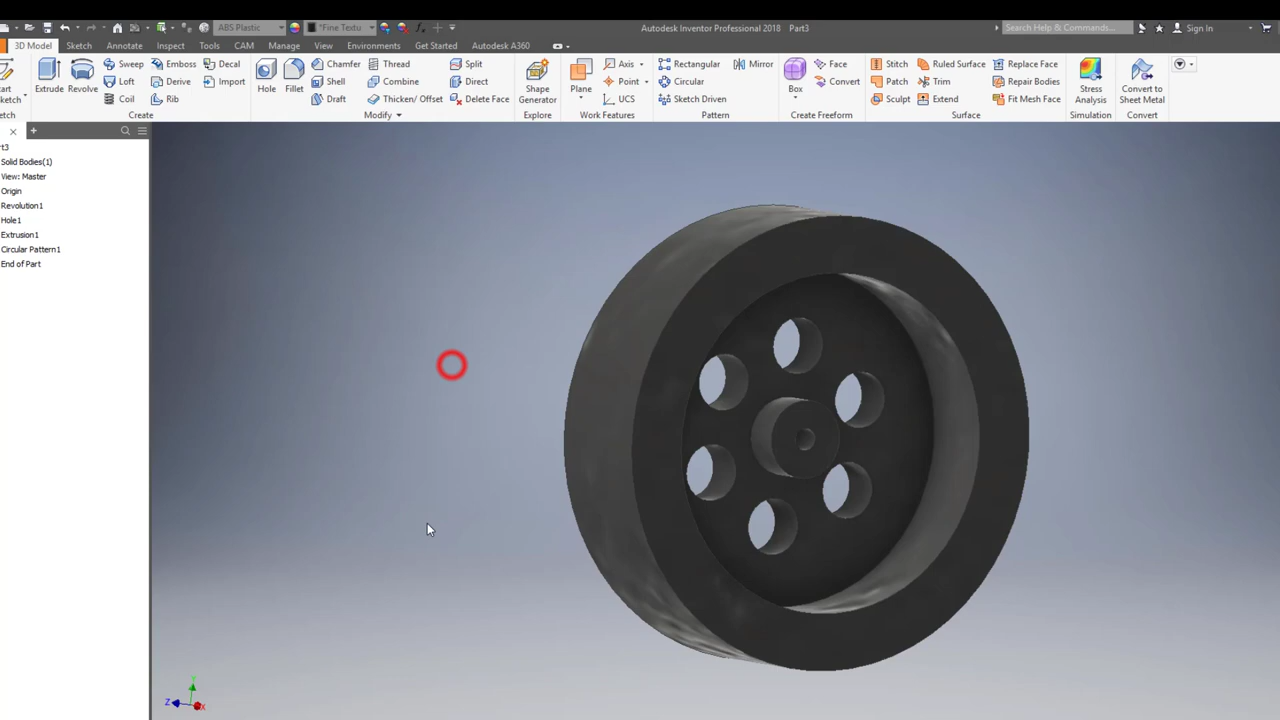 ABS Plastic
*Fine Textu
Autodesk Inventor Professional 2018 Part3
Search Help & Commands...
Sign In
3D Model Sketch Annotate Inspect Tools CAM Manage View Environments Get Started Autodesk A360
Extrude
Revolve
Sweep
Loft
Coil
Emboss
Derive
Rib
Decal
Import
Create
Hole
Fillet
Chamfer
Shell
Draft
Thread
Combine
Thicken/ Offset
Split
Direct
Delete Face
Modify
Shape
Generator
Explore
Plane
Axis
Point
UCS
Work Features
Rectangular
Circular
Sketch Driven
Mirror
Pattern
Box
Face
Convert
Create Freeform
Stitch
Patch
Sculpt
Ruled Surface
Trim
Extend
Replace Face
Repair Bodies
Fit Mesh Face
Surface
Stress
Analysis
Simulation
Convert to
Sheet Metal
Convert
Solid Bodies(1)
View: Master
Origin
Revolution1
Hole1
Extrusion1
Circular Pattern1
End of Part
Y
Z
X